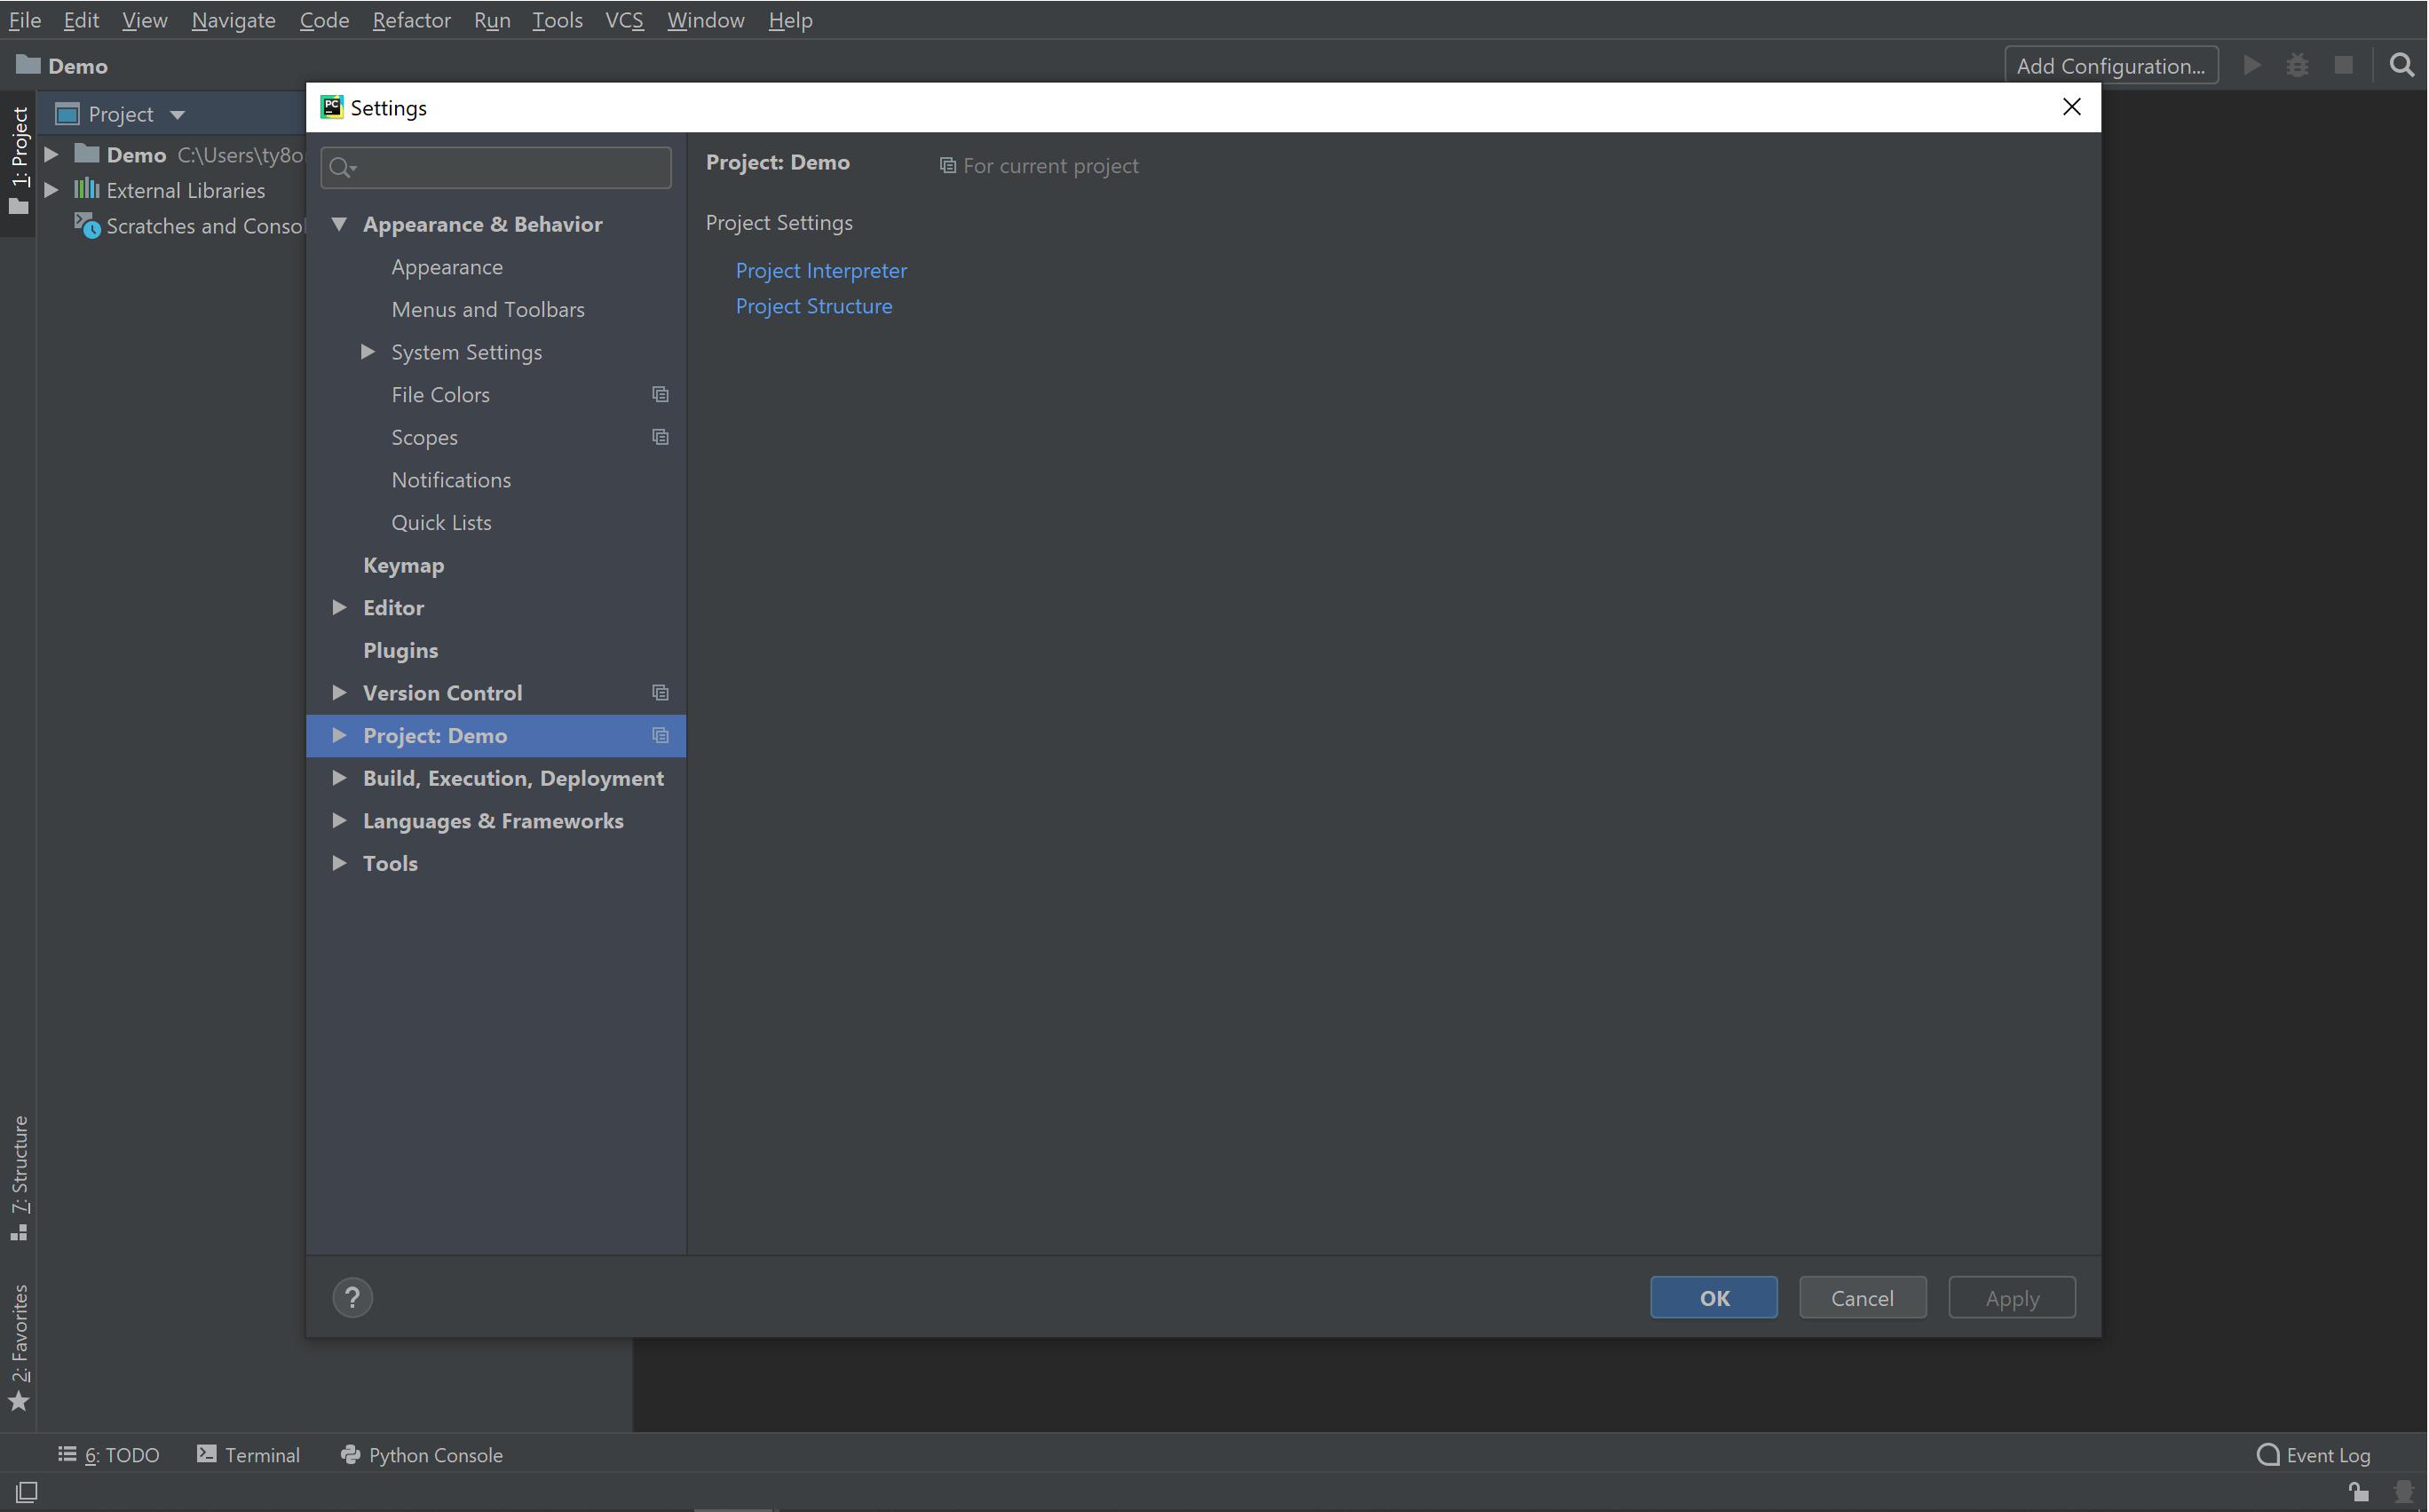 File Edit View Navigate Code Refactor Run Tools VCS Window Help
Demo
Add Configuration...
1: Project
Project
Demo C:\Users\ty8o
External Libraries
Scratches and Consol
7: Structure
2: Favorites
PC Settings
Appearance & Behavior
Appearance
Menus and Toolbars
System Settings
File Colors
Scopes
Notifications
Quick Lists
Keymap
Editor
Plugins
Version Control
Project: Demo
Build, Execution, Deployment
Languages & Frameworks
Tools
Project: Demo For current project
Project Settings
Project Interpreter
Project Structure
? OK Cancel Apply
6: TODO Terminal Python Console Event Log